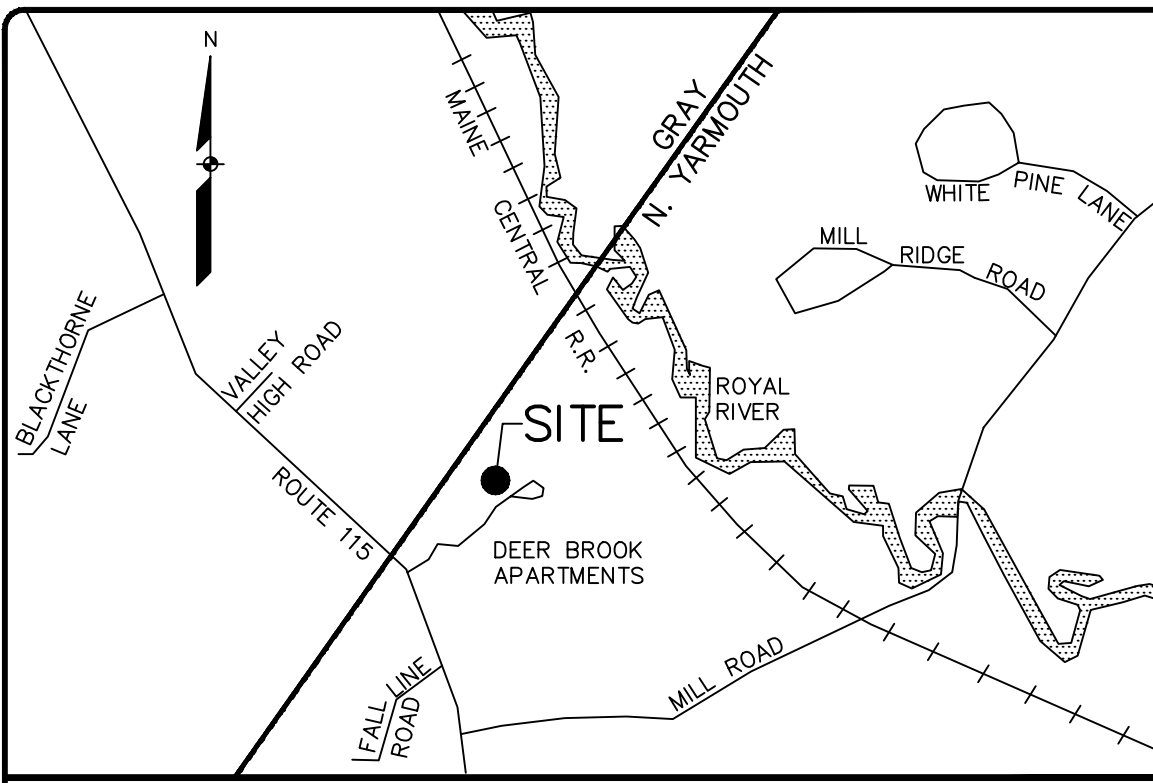 N
MAINE
CENTRAL
R.R.
GRAY
N. YARMOUTH
WHITE PINE LANE
MILL RIDGE ROAD
BLACKTHORNE
LANE
VALLEY
HIGH ROAD
ROYAL
RIVER
SITE
ROUTE 115
DEER BROOK
APARTMENTS
MILL ROAD
FALL LINE
ROAD